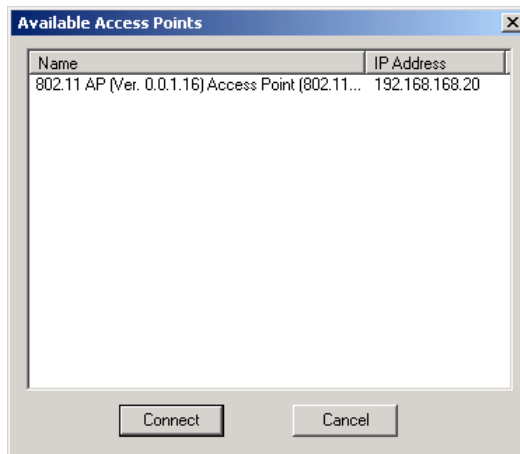 Available Access Points
Name IP Address
802.11 AP (Ver. 0.0.1.16) Access Point (802.11... 192.168.168.20
Connect Cancel